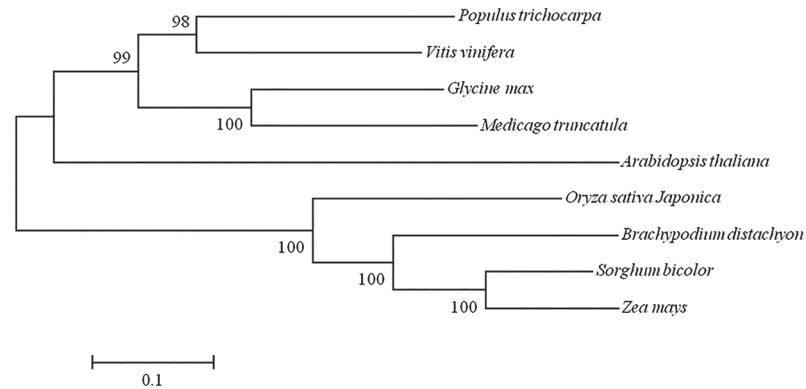 98
Populus trichocarpa
99
Vitis vinifera
Glycine max
100
Medicago truncatula
Arabidopsis thaliana
Oryza sativa Japonica
100
Brachypodium distachyon
100
Sorghum bicolor
100
Zea mays
0.1